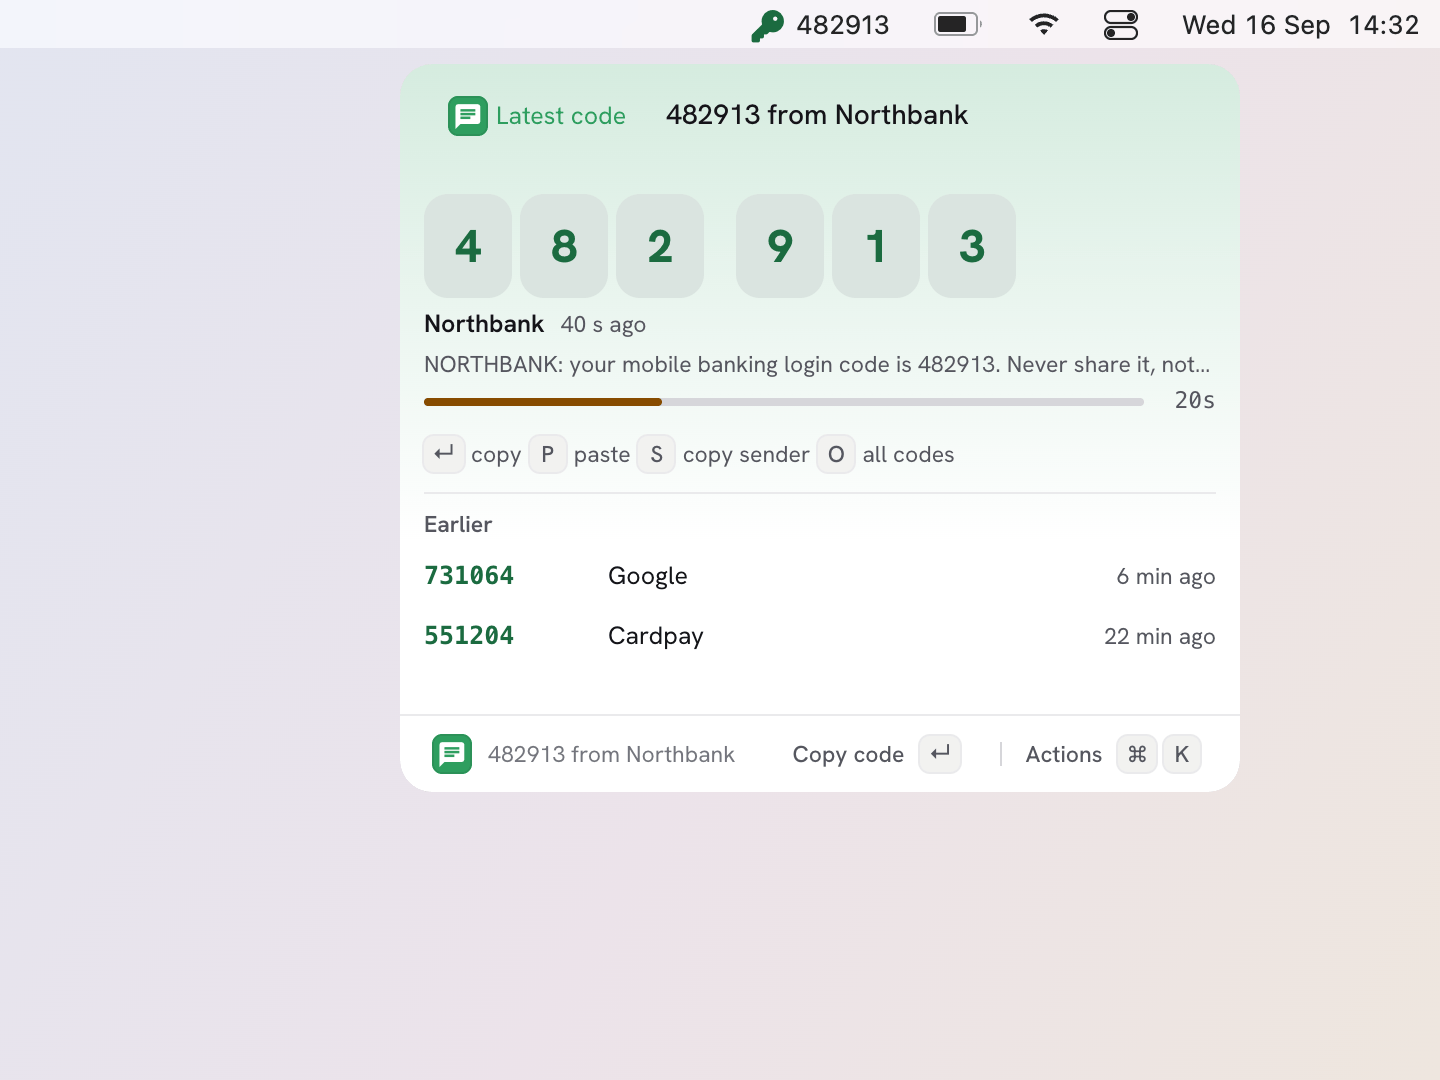 482913 Wed 16 Sep 14:32
Latest code 482913 from Northbank
4 8 2 9 1 3
Northbank 40 s ago
NORTHBANK: your mobile banking login code is 482913. Never share it, not…
20s
↵ copy P paste S copy sender O all codes
Earlier
731064 Google 6 min ago
551204 Cardpay 22 min ago
482913 from Northbank Copy code ↵ Actions ⌘ K